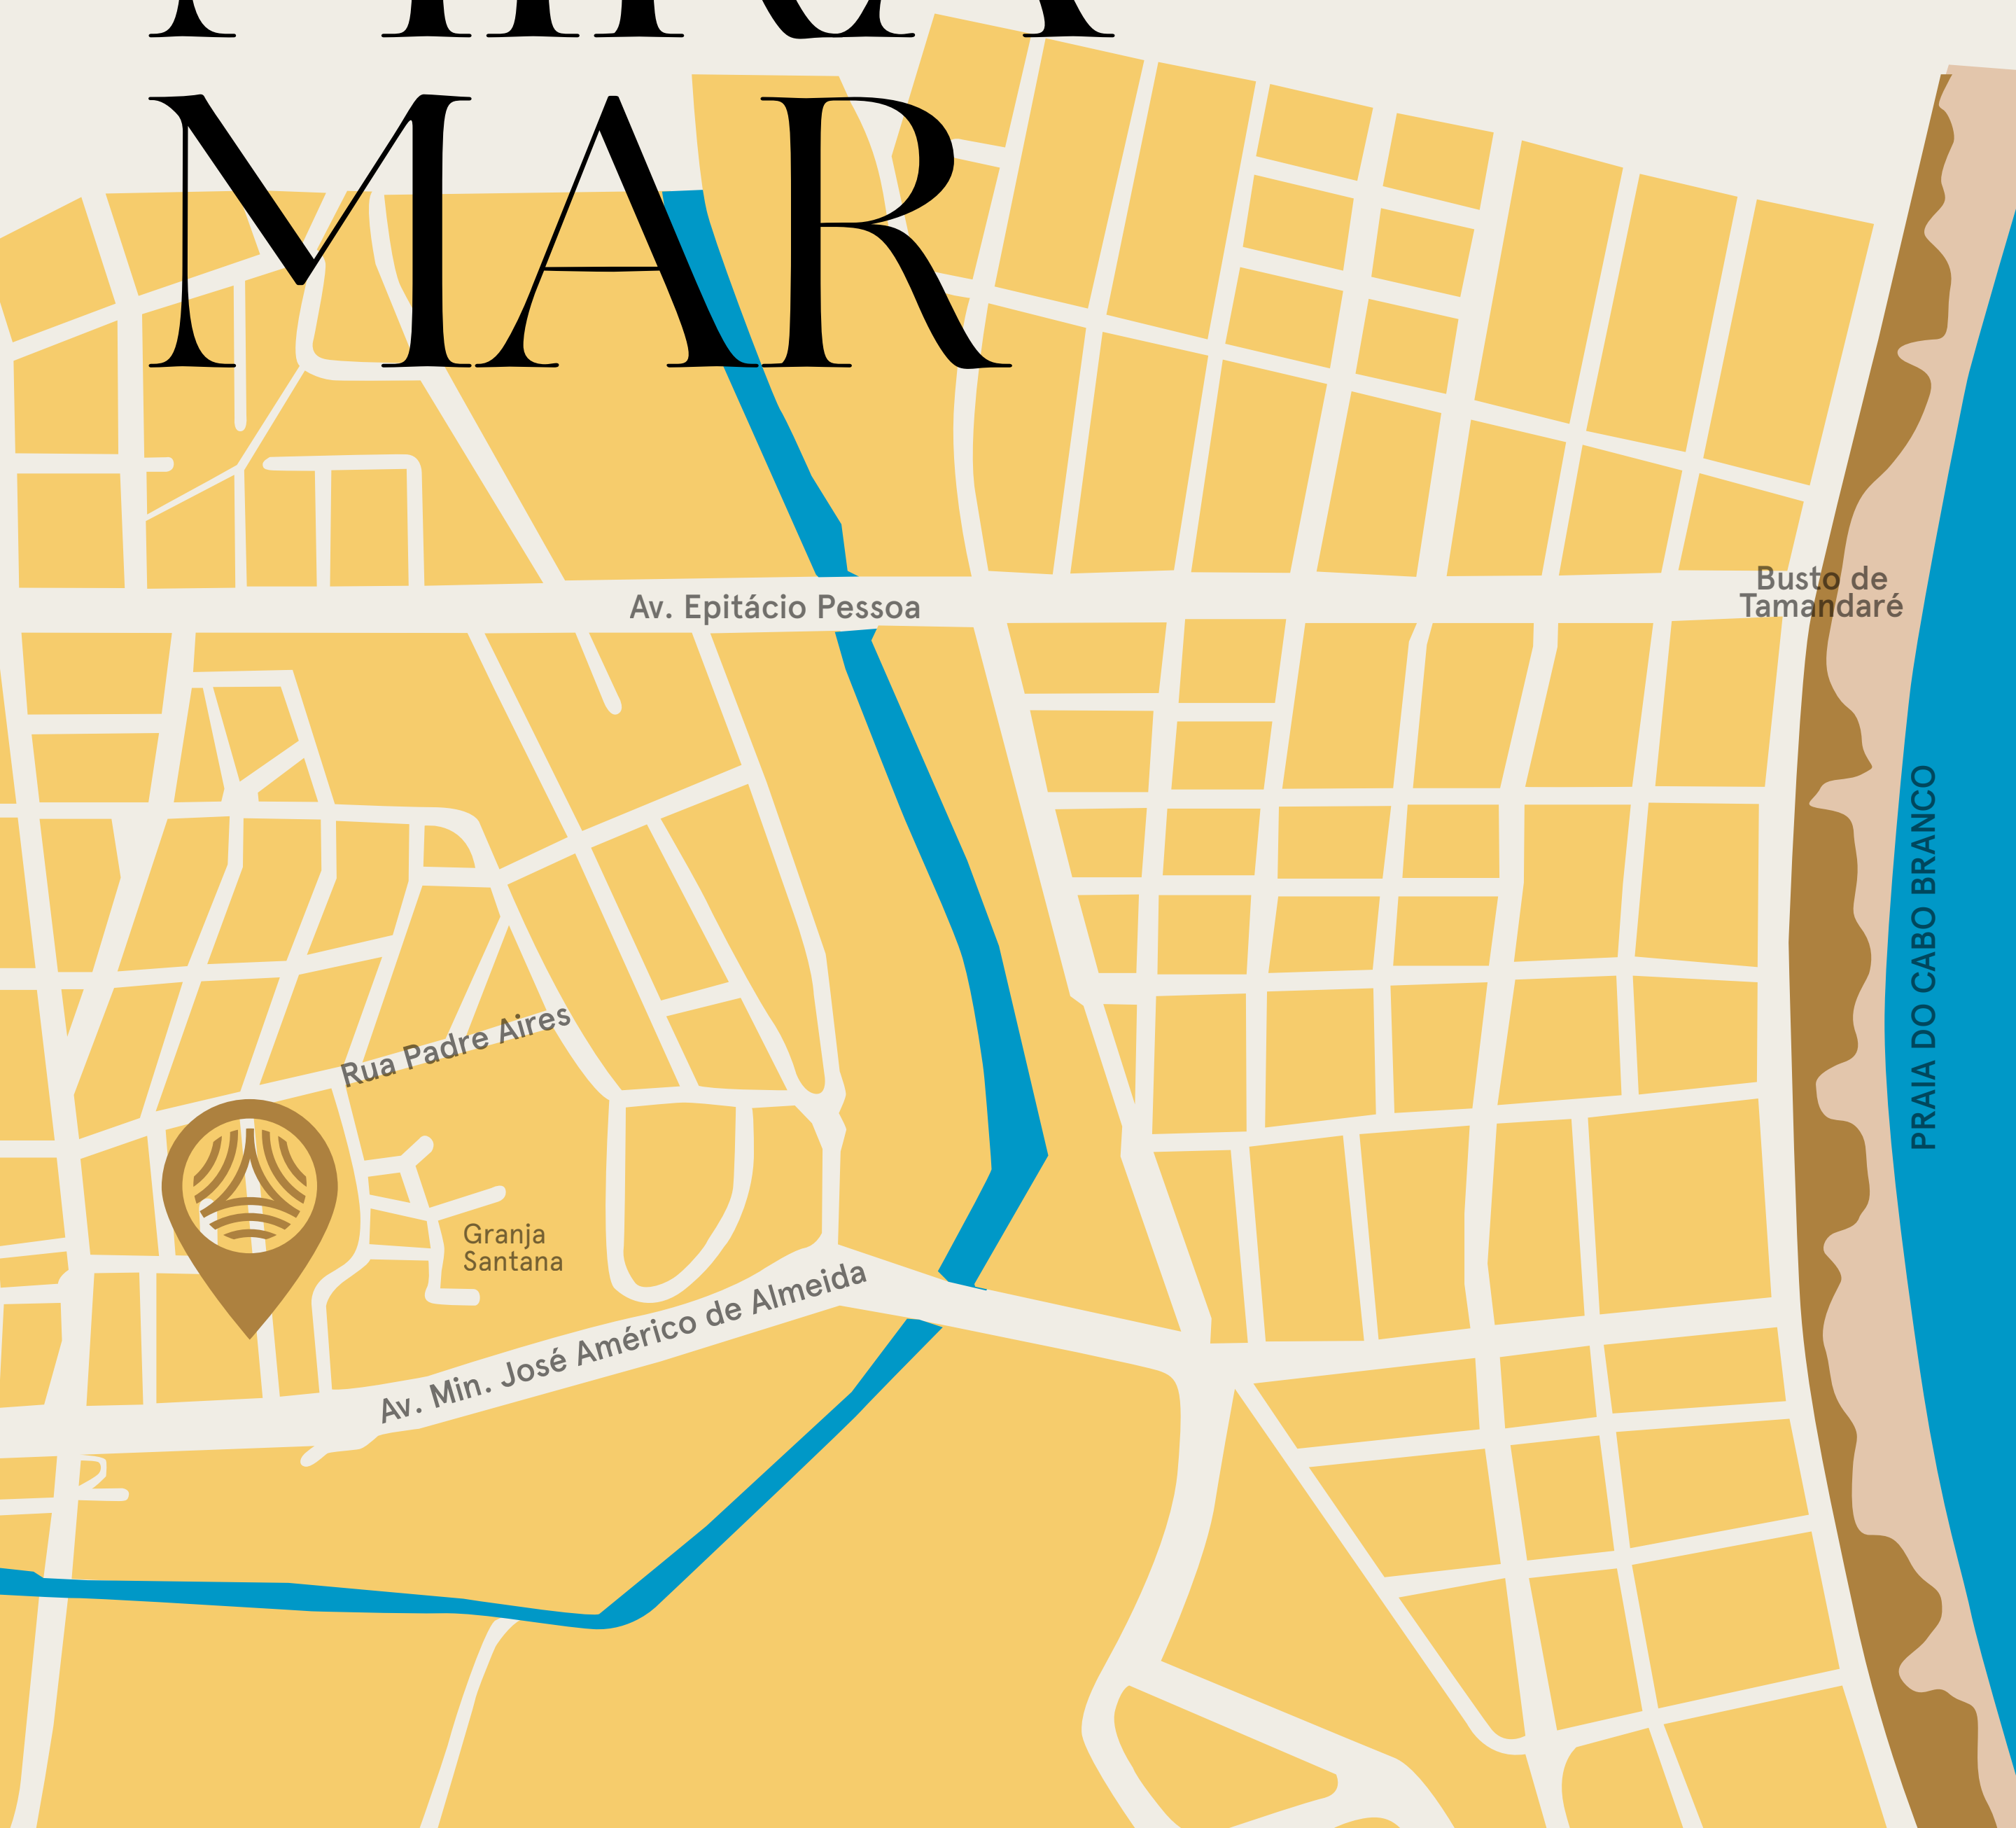 MAR
Av. Epitácio Pessoa
Busto de
Tamandaré
PRAIA DO CABO BRANCO
Rua Padre Aires
Granja
Santana
Av. Min. José Américo de Almeida